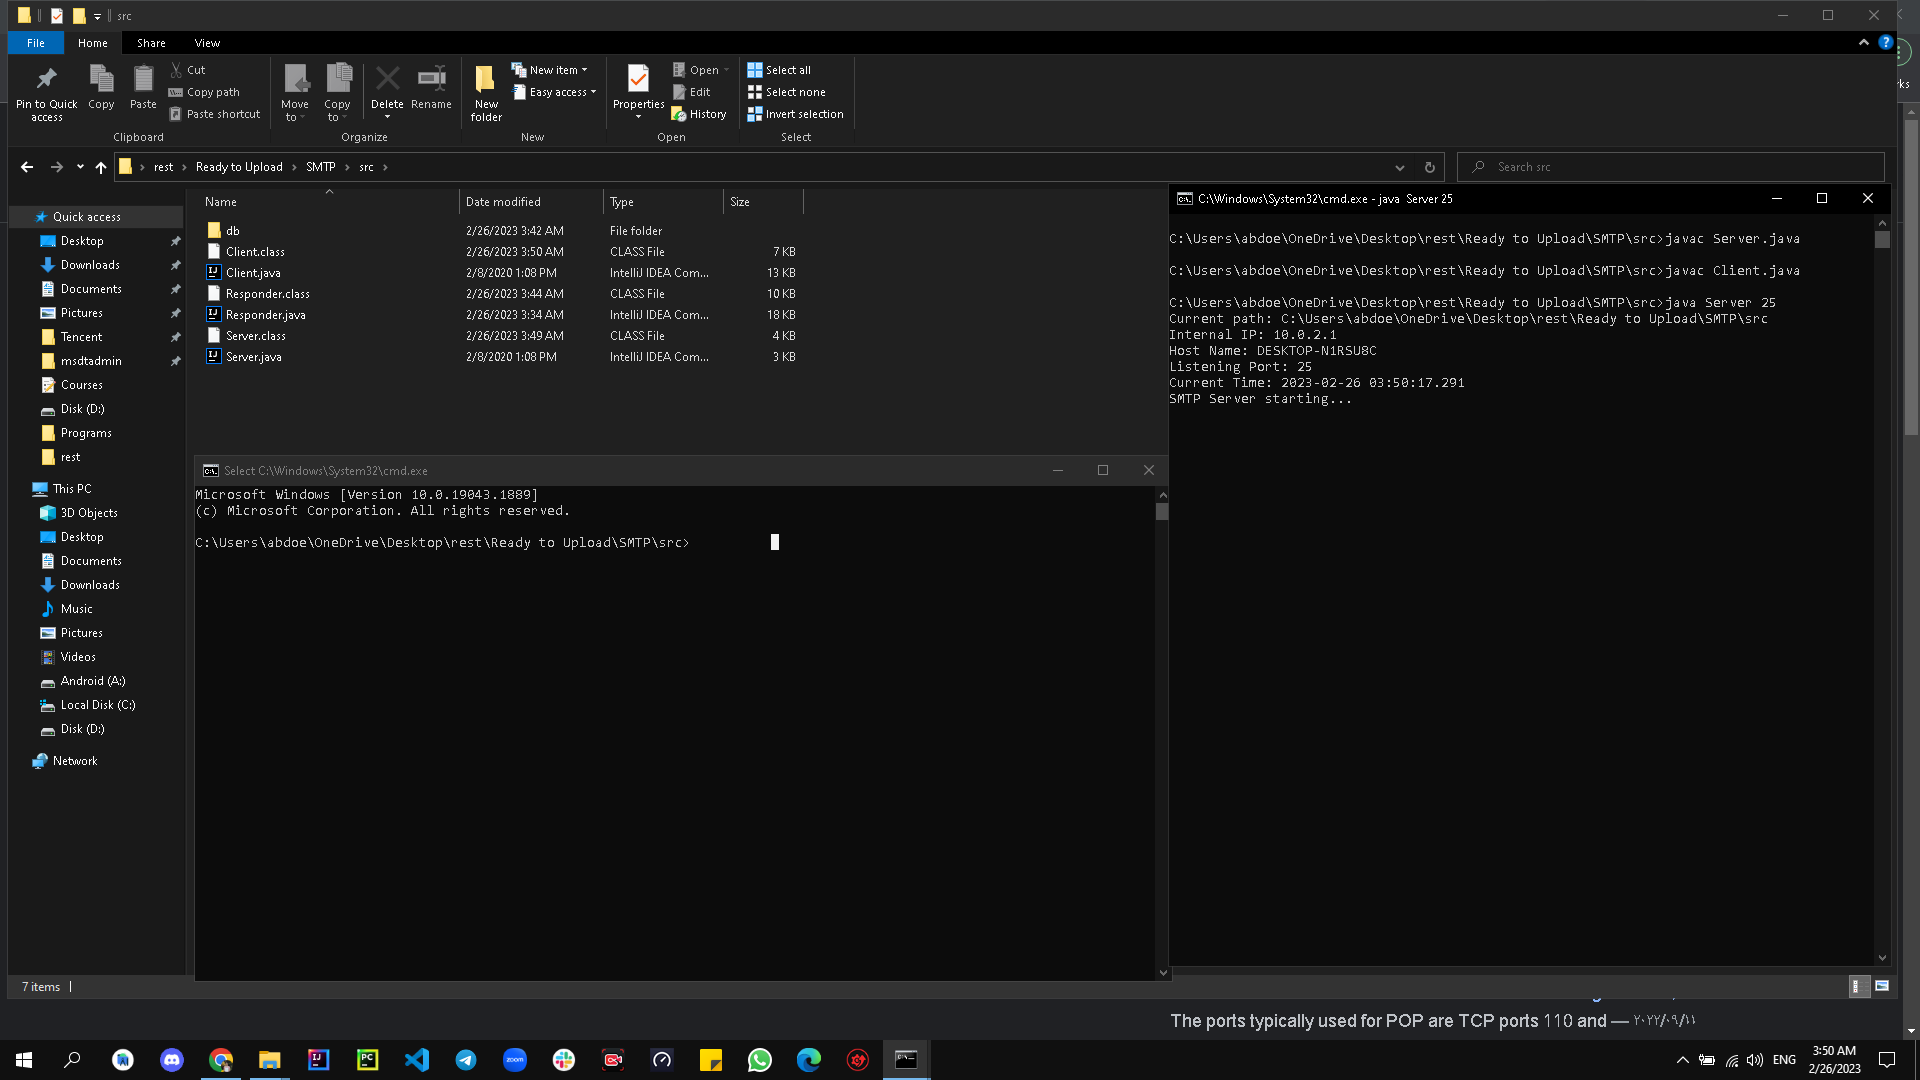 src
File
Home
Share
View
Pin to Quick
access
Copy
Paste
Cut
Copy path
Paste shortcut
Clipboard
Move
to
Copy
to
Delete
Rename
Organize
New
folder
New item
Easy access
New
Properties
Open
Edit
History
Open
Select all
Select none
Invert selection
Select
rks
rest > Ready to Upload > SMTP > src >
Search src
Name
Date modified
Type
Size
db 2/26/2023 3:42 AM File folder
Client.class 2/26/2023 3:50 AM CLASS File 7 KB
Client.java 2/8/2020 1:08 PM IntelliJ IDEA Com... 13 KB
Responder.class 2/26/2023 3:44 AM CLASS File 10 KB
Responder.java 2/26/2023 3:34 AM IntelliJ IDEA Com... 18 KB
Server.class 2/26/2023 3:49 AM CLASS File 4 KB
Server.java 2/8/2020 1:08 PM IntelliJ IDEA Com... 3 KB
Quick access
Desktop
Downloads
Documents
Pictures
Tencent
msdtadmin
Courses
Disk (D:)
Programs
rest
This PC
3D Objects
Desktop
Documents
Downloads
Music
Pictures
Videos
Android (A:)
Local Disk (C:)
Disk (D:)
Network
7 items
Select C:\Windows\System32\cmd.exe
Microsoft Windows [Version 10.0.19043.1889]
(c) Microsoft Corporation. All rights reserved.
C:\Users\abdoe\OneDrive\Desktop\rest\Ready to Upload\SMTP\src>
C:\Windows\System32\cmd.exe - java Server 25
C:\Users\abdoe\OneDrive\Desktop\rest\Ready to Upload\SMTP\src>javac Server.java
C:\Users\abdoe\OneDrive\Desktop\rest\Ready to Upload\SMTP\src>javac Client.java
C:\Users\abdoe\OneDrive\Desktop\rest\Ready to Upload\SMTP\src>java Server 25
Current path: C:\Users\abdoe\OneDrive\Desktop\rest\Ready to Upload\SMTP\src
Internal IP: 10.0.2.1
Host Name: DESKTOP-N1RSU8C
Listening Port: 25
Current Time: 2023-02-26 03:50:17.291
SMTP Server starting...
The ports typically used for POP are TCP ports 110 and — ٢٠٢٢/٠٩/١١
zoom
ENG
3:50 AM
2/26/2023